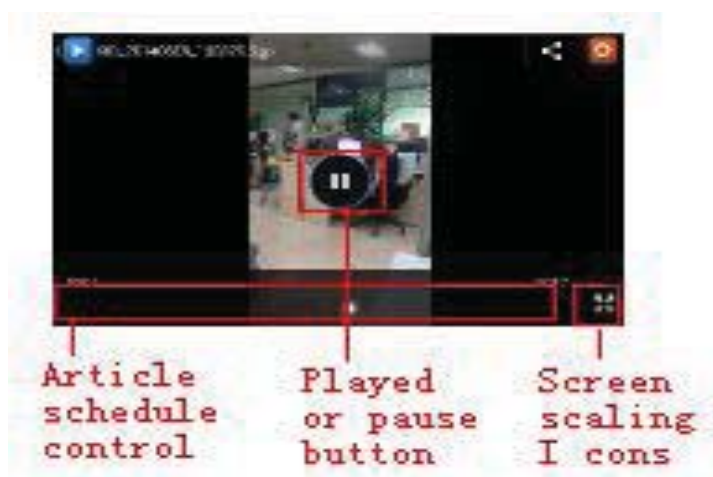 Article
schedule
control
Played
or pause
button
Screen
scaling
I cons